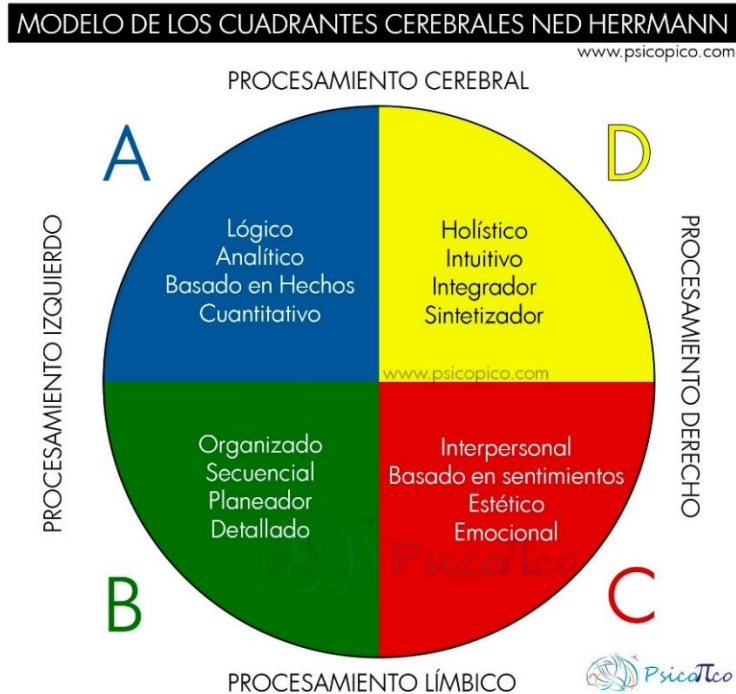 MODELO DE LOS CUADRANTES CEREBRALES NED HERRMANN
www.psicopico.com
PROCESAMIENTO CEREBRAL
A
D
PROCESAMIENTO IZQUIERDO
Lógico
Analítico
Basado en Hechos
Cuantitativo
Holístico
Intuitivo
Integrador
Sintetizador
PROCESAMIENTO DERECHO
www.psicopico.com
Organizado
Secuencial
Planeador
Detallado
Interpersonal
Basado en sentimientos
Estético
Emocional
Psicoπco
B
C
PROCESAMIENTO LÍMBICO
Psicoπco